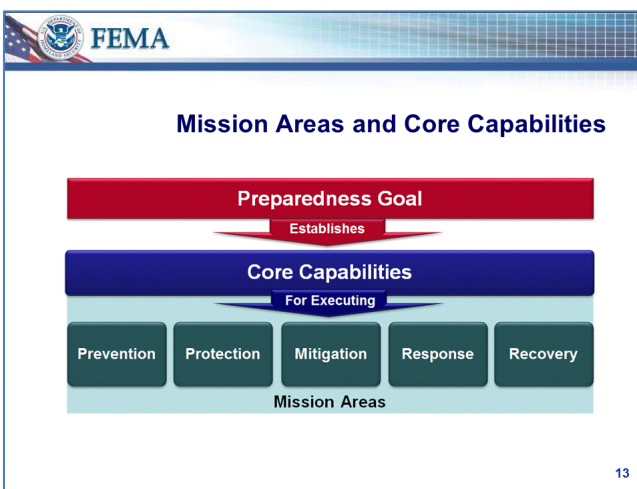 FEMA
Mission Areas and Core Capabilities
Preparedness Goal
Establishes
Core Capabilities
For Executing
Prevention
Protection
Mitigation
Response
Recovery
Mission Areas
13